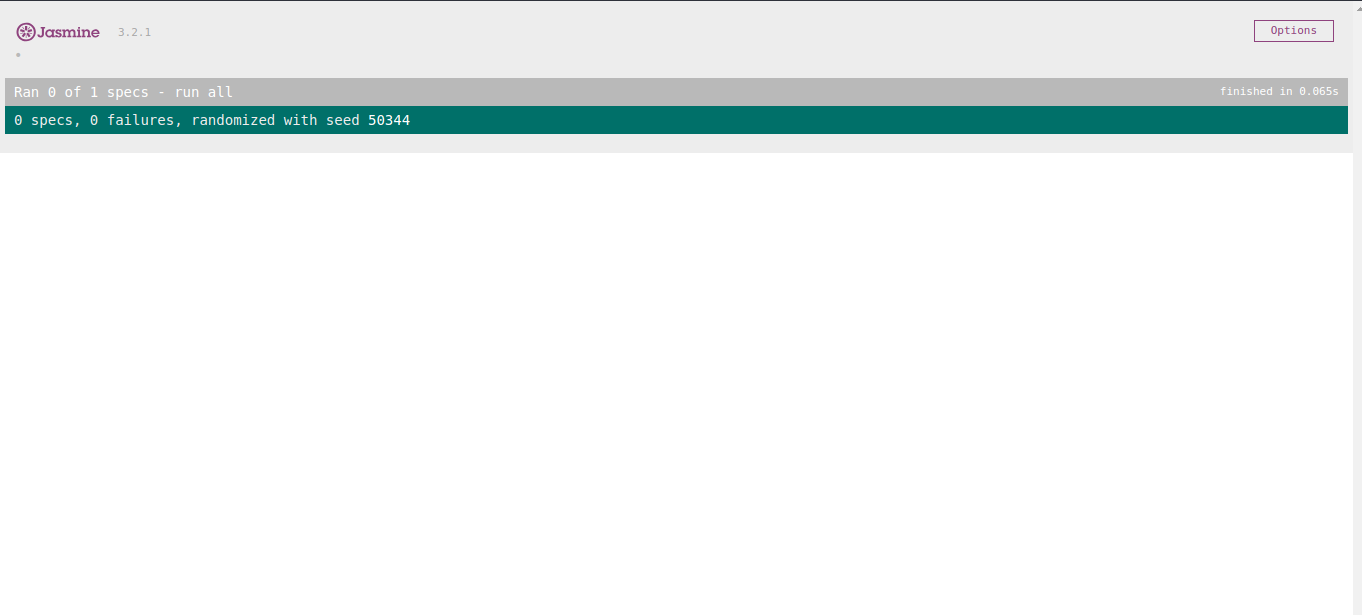 Jasmine 3.2.1
Options
Ran 0 of 1 specs - run all
finished in 0.065s
0 specs, 0 failures, randomized with seed 50344